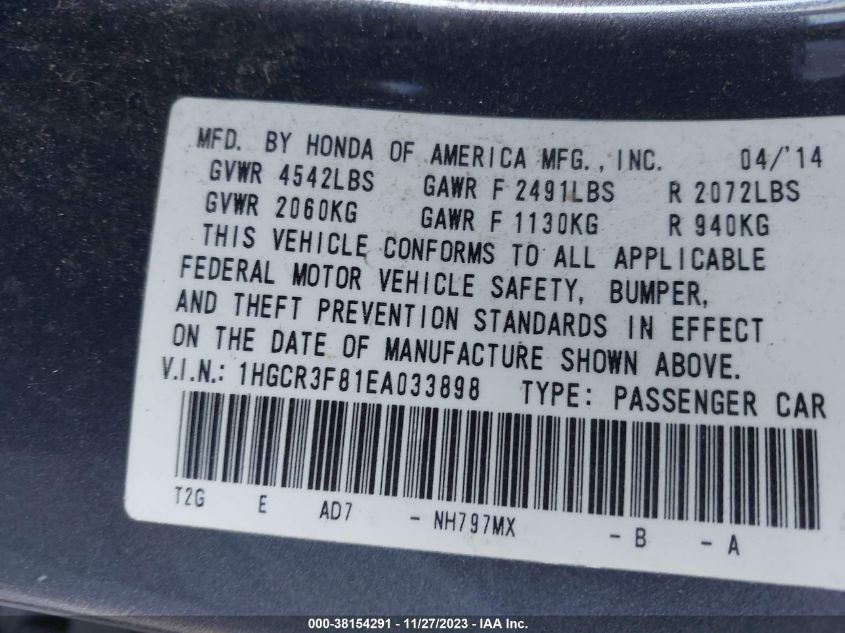 MFD. BY HONDA OF AMERICA MFG., INC. 04/'14
GVWR 4542LBS GAWR F 2491LBS R 2072LBS
GVWR 2060KG GAWR F 1130KG R 940KG
THIS VEHICLE CONFORMS TO ALL APPLICABLE
FEDERAL MOTOR VEHICLE SAFETY, BUMPER,
AND THEFT PREVENTION STANDARDS IN EFFECT
ON THE DATE OF MANUFACTURE SHOWN ABOVE.
V.I.N.: 1HGCR3F81EA033898 TYPE: PASSENGER CAR
T2G E AD7 - NH797MX - B - A
000-38154291 - 11/27/2023 - IAA Inc.